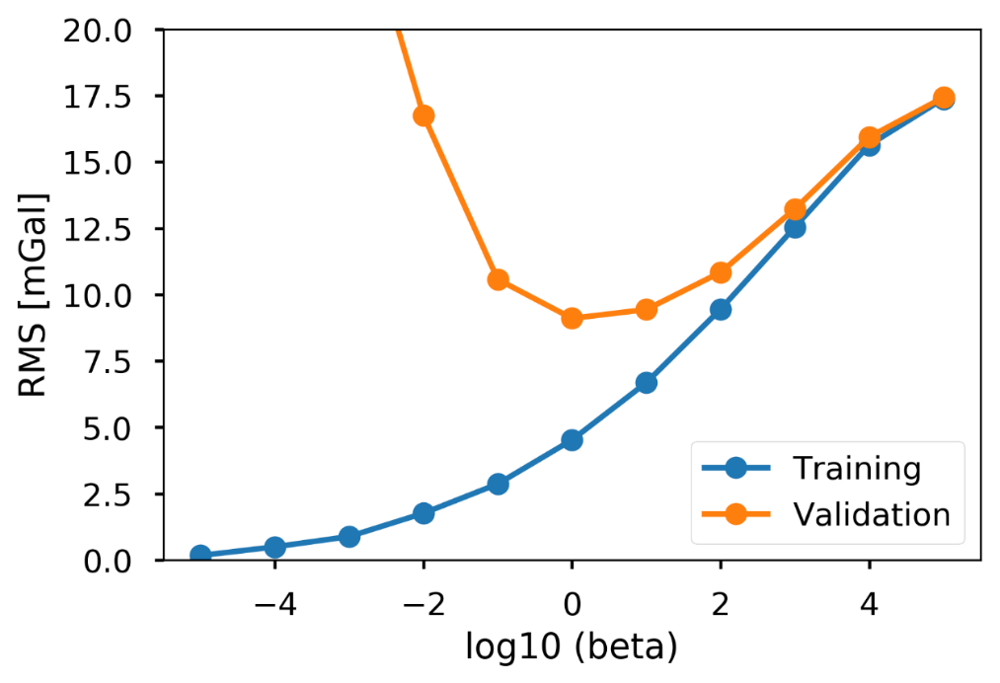 20.0
17.5
15.0
12.5
10.0
7.5
5.0
2.5
0.0
RMS [mGal]
−4 −2 0 2 4
log10 (beta)
Training
Validation